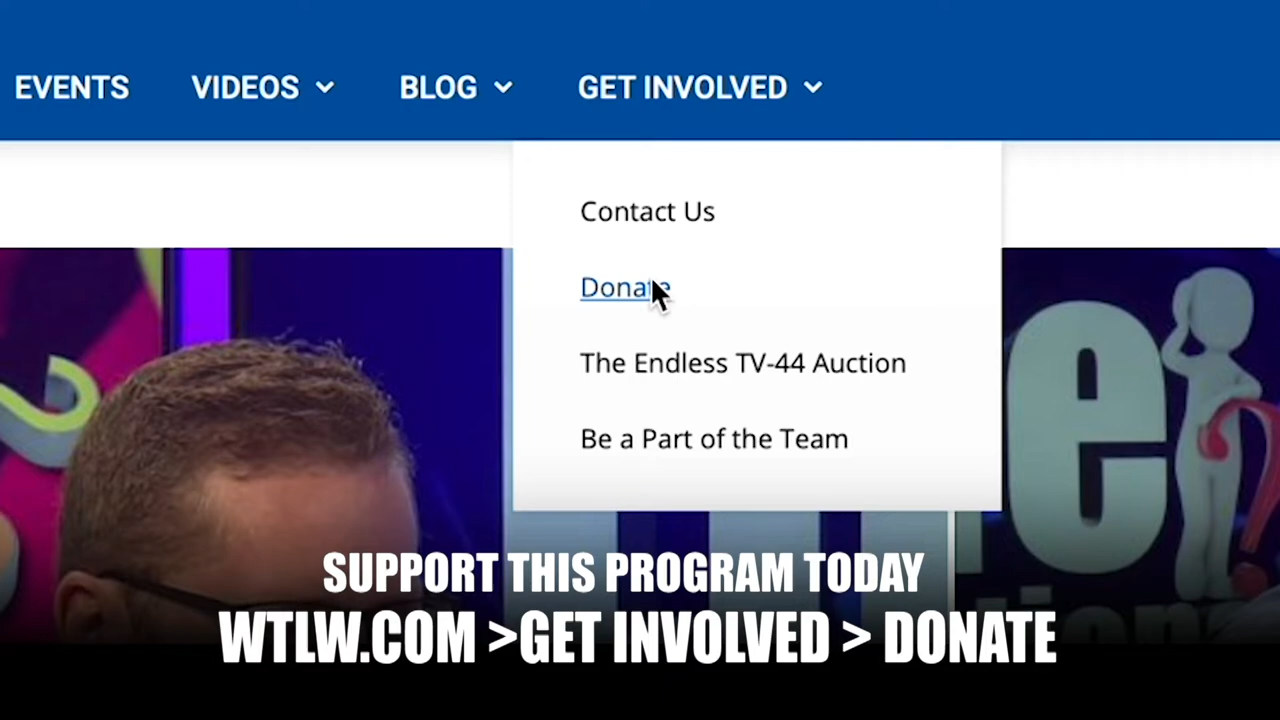 EVENTS VIDEOS BLOG GET INVOLVED
Contact Us
Donate
The Endless TV-44 Auction
Be a Part of the Team
SUPPORT THIS PROGRAM TODAY
WTLW.COM >GET INVOLVED > DONATE